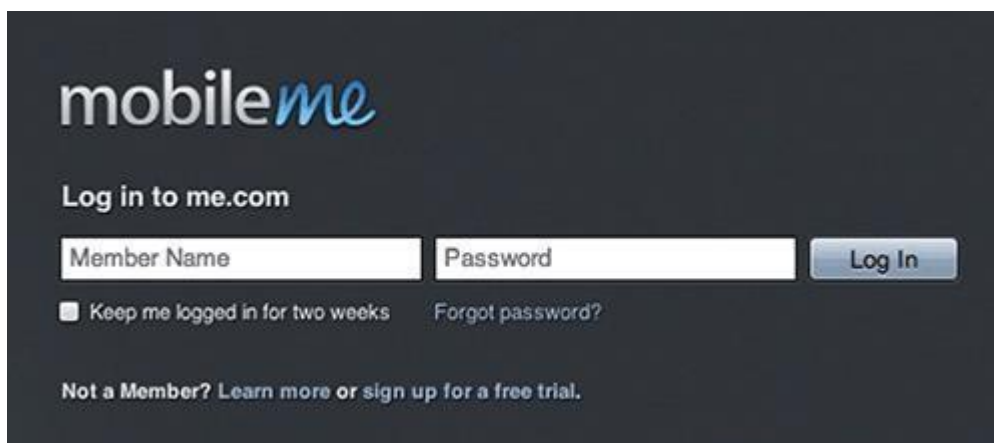 mobileme
Log in to me.com
Member Name Password Log In
Keep me logged in for two weeks Forgot password?
Not a Member? Learn more or sign up for a free trial.